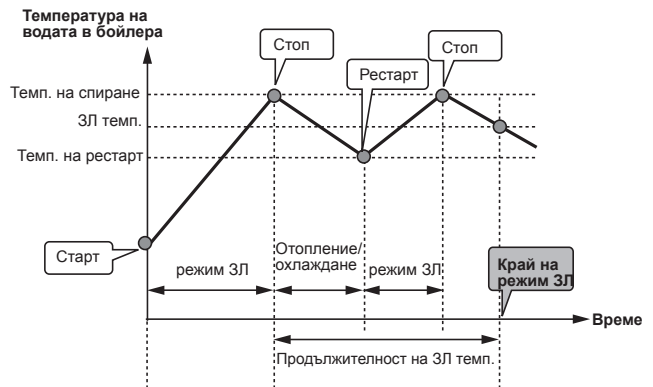 Температура на
водата в бойлера
Стоп
Стоп
Рестарт
Темп. на спиране
ЗЛ темп.
Темп. на рестарт
Старт
режим ЗЛ
Отопление/
охлаждане
режим ЗЛ
Край на
режим ЗЛ
Време
Продължителност на ЗЛ темп.